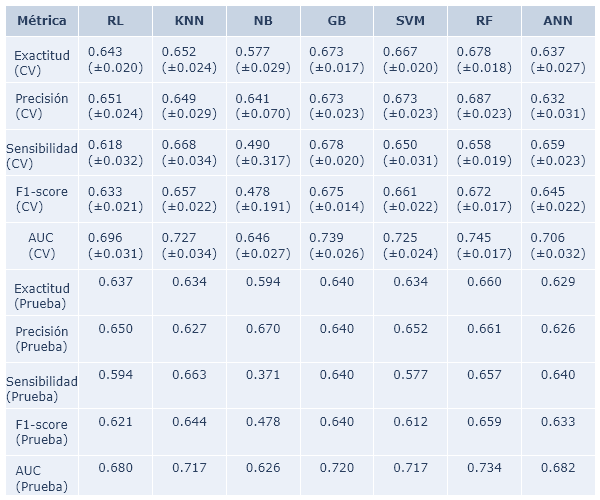 Métrica RL KNN NB GB SVM RF ANN
Exactitud (CV) 0.643 (±0.020) 0.652 (±0.024) 0.577 (±0.029) 0.673 (±0.017) 0.667 (±0.020) 0.678 (±0.018) 0.637 (±0.027)
Precisión (CV) 0.651 (±0.024) 0.649 (±0.029) 0.641 (±0.070) 0.673 (±0.023) 0.673 (±0.023) 0.687 (±0.023) 0.632 (±0.031)
Sensibilidad (CV) 0.618 (±0.032) 0.668 (±0.034) 0.490 (±0.317) 0.678 (±0.020) 0.650 (±0.031) 0.658 (±0.019) 0.659 (±0.023)
F1-score (CV) 0.633 (±0.021) 0.657 (±0.022) 0.478 (±0.191) 0.675 (±0.014) 0.661 (±0.022) 0.672 (±0.017) 0.645 (±0.022)
AUC (CV) 0.696 (±0.031) 0.727 (±0.034) 0.646 (±0.027) 0.739 (±0.026) 0.725 (±0.024) 0.745 (±0.017) 0.706 (±0.032)
Exactitud (Prueba) 0.637 0.634 0.594 0.640 0.634 0.660 0.629
Precisión (Prueba) 0.650 0.627 0.670 0.640 0.652 0.661 0.626
Sensibilidad (Prueba) 0.594 0.663 0.371 0.640 0.577 0.657 0.640
F1-score (Prueba) 0.621 0.644 0.478 0.640 0.612 0.659 0.633
AUC (Prueba) 0.680 0.717 0.626 0.720 0.717 0.734 0.682